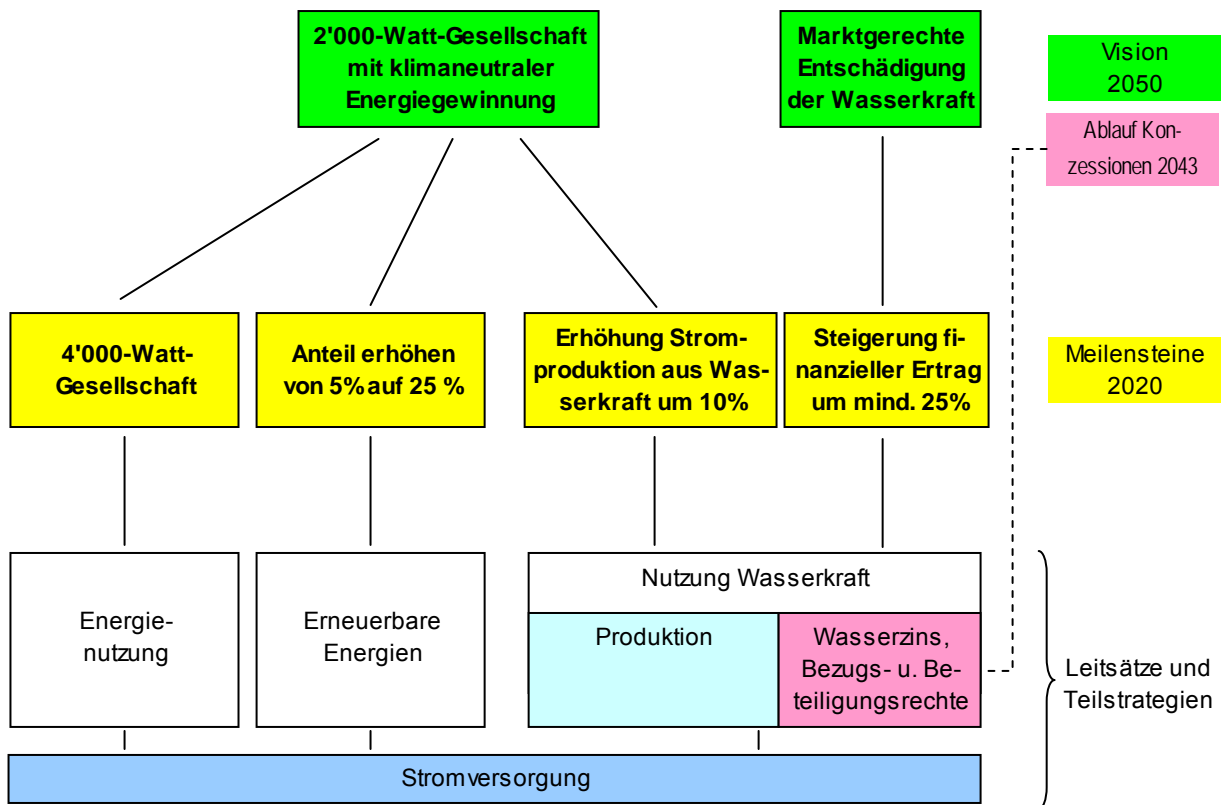 2'000-Watt-Gesellschaft
mit klimaneutraler
Energiegewinnung
Marktgerechte
Entschädigung
der Wasserkraft
Vision
2050
Ablauf Kon-
zessionen 2043
4'000-Watt-
Gesellschaft
Anteil erhöhen
von 5% auf 25 %
Erhöhung Strom-
produktion aus Was-
serkraft um 10%
Steigerung fi-
nanzieller Ertrag
um mind. 25%
Meilensteine
2020
Energie-
nutzung
Erneuerbare
Energien
Nutzung Wasserkraft
Produktion
Wasserzins,
Bezugs- u. Be-
teiligungsrechte
Leitsätze und
Teilstrategien
Stromversorgung